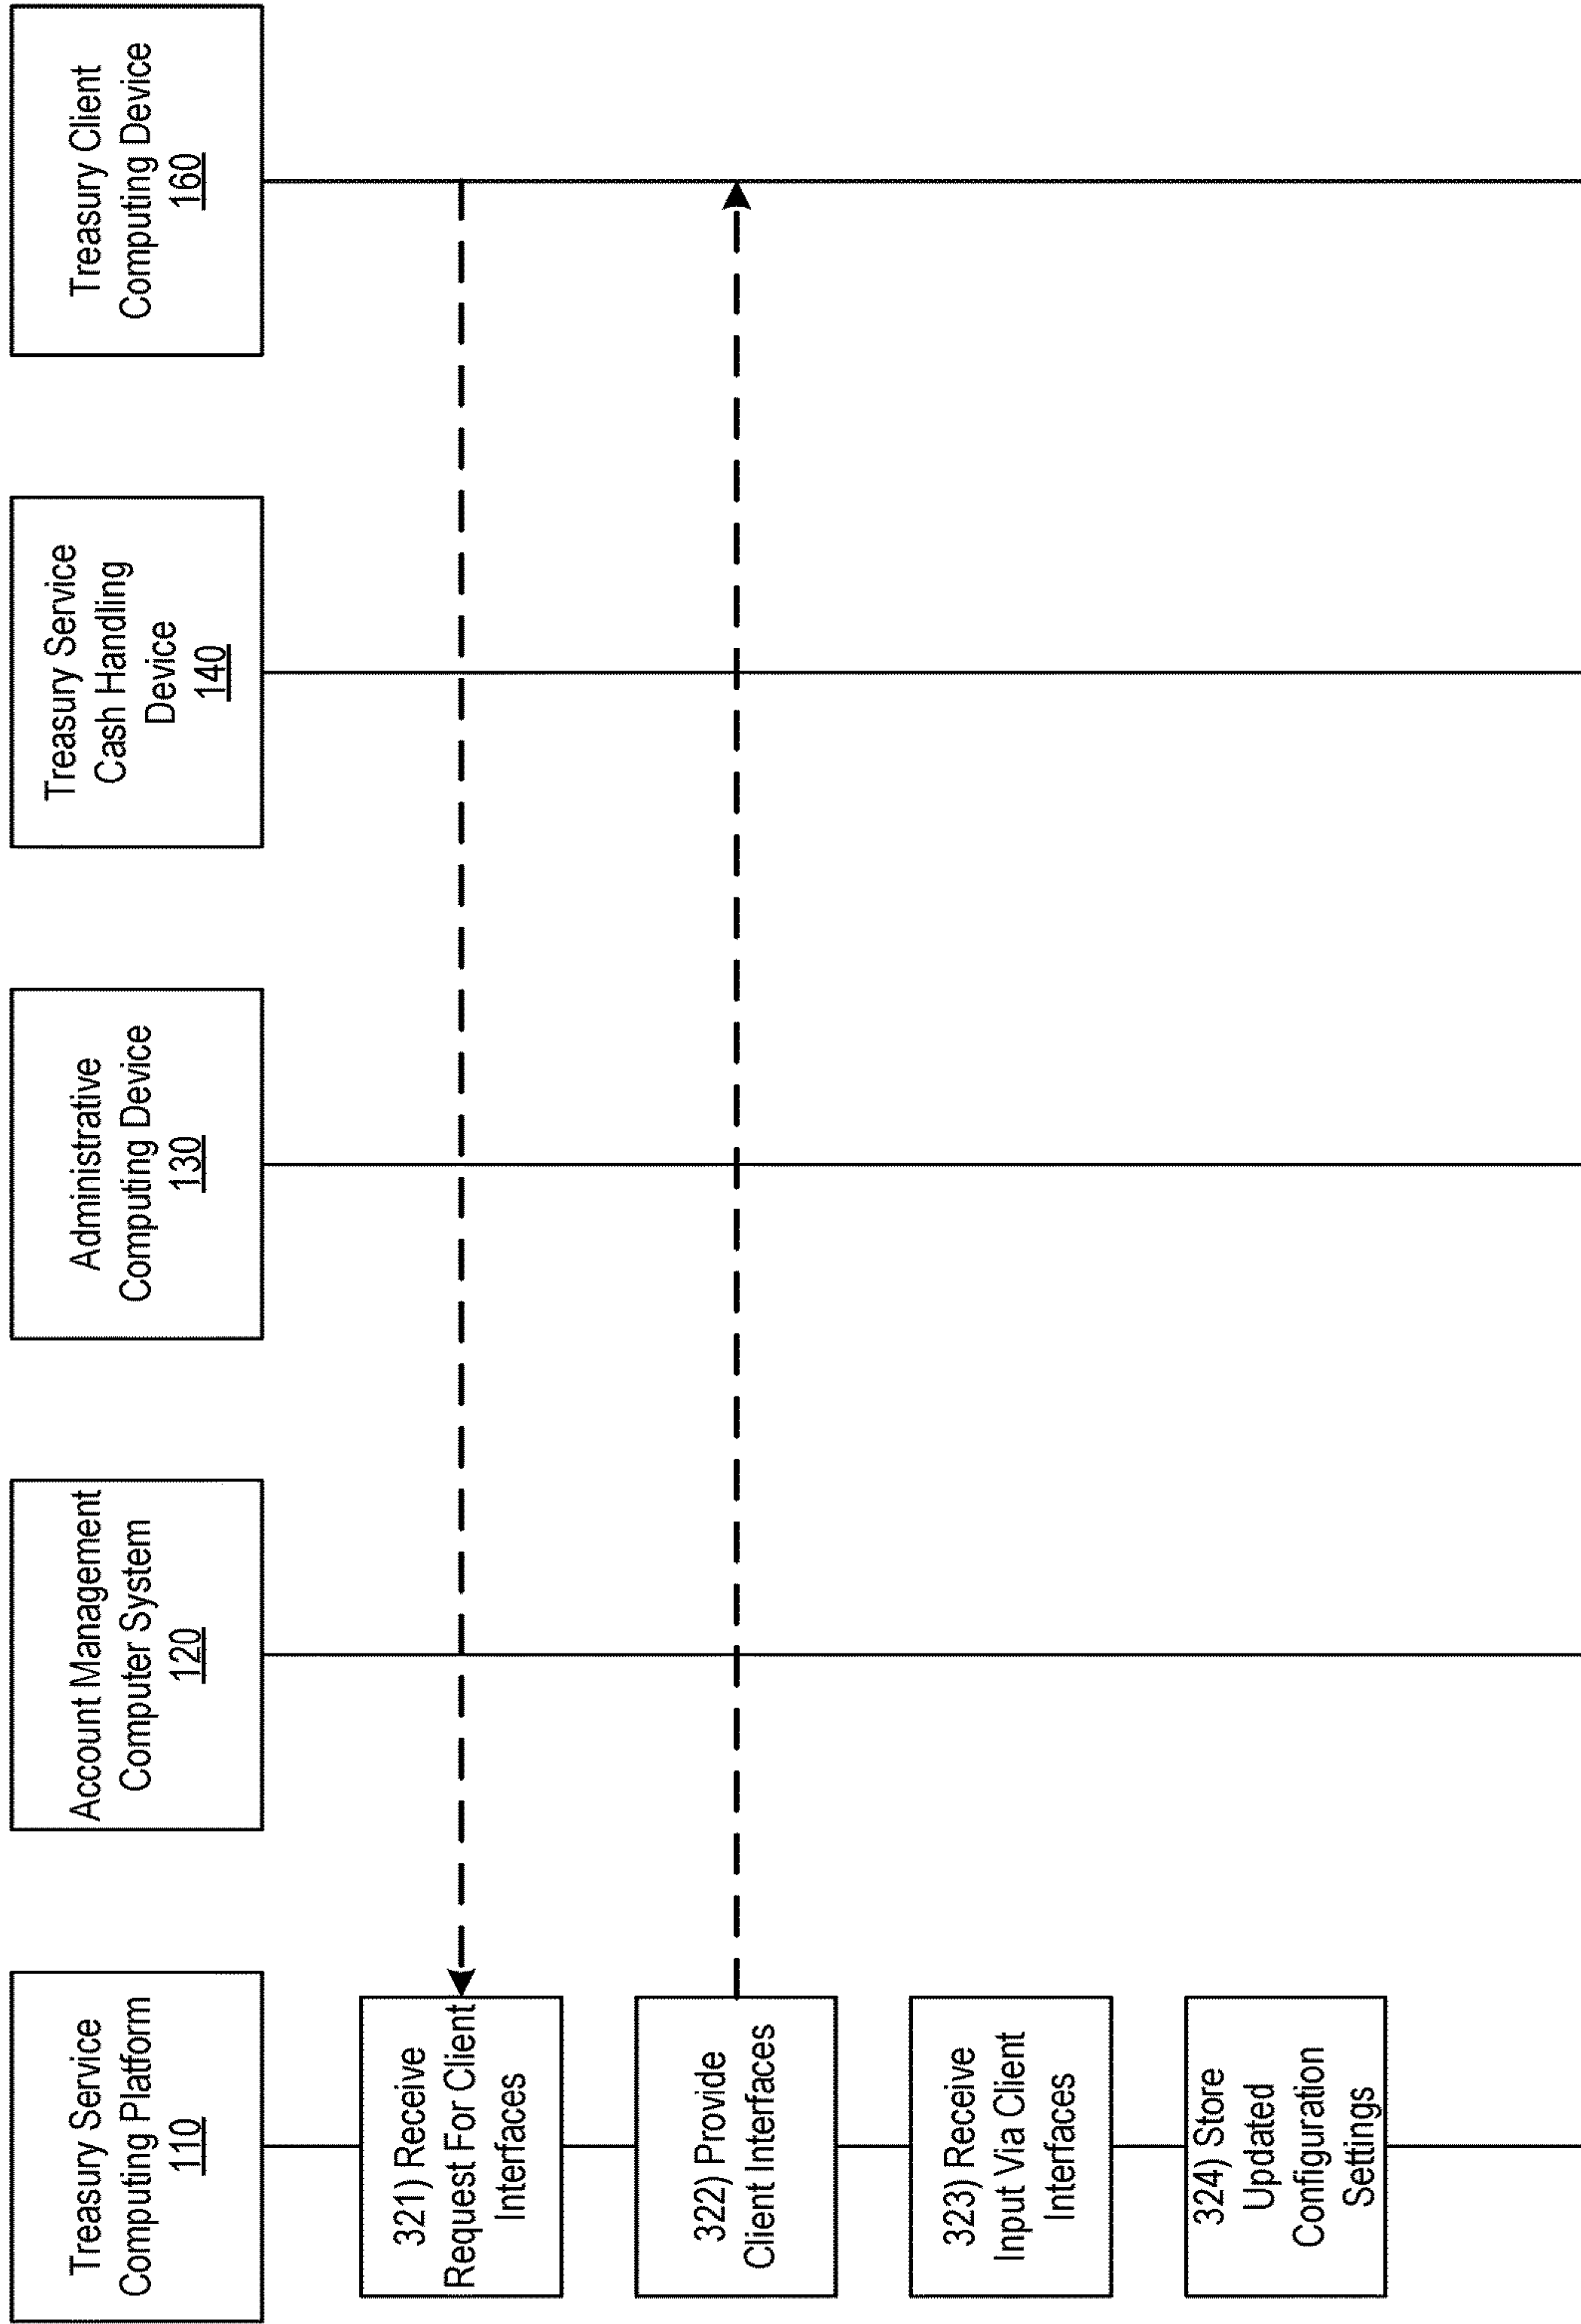 Treasury Service
Computing Platform
110
Account Management
Computer System
120
Administrative
Computing Device
130
Treasury Service
Cash Handling
Device
140
Treasury Client
Computing Device
160
321) Receive
Request For Client
Interfaces
322) Provide
Client Interfaces
323) Receive
Input Via Client
Interfaces
324) Store
Updated
Configuration
Settings